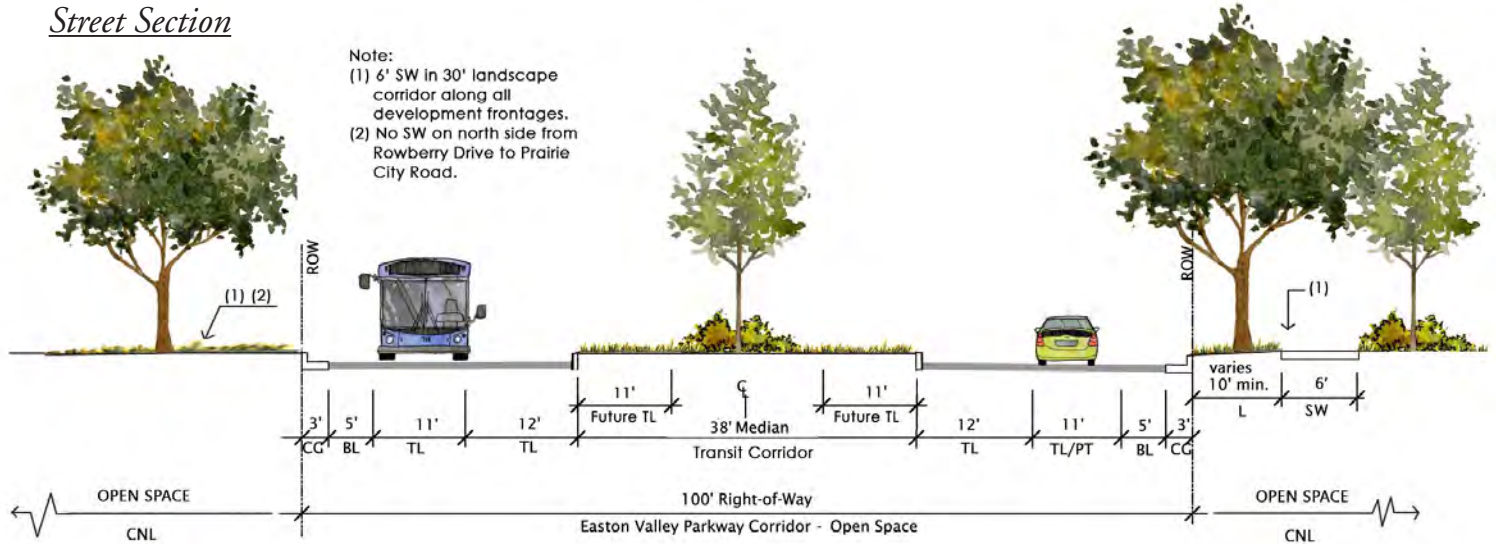 Street Section
Note:
(1) 6' SW in 30' landscape
corridor along all
development frontages.
(2) No SW on north side from
Rowberry Drive to Prairie
City Road.
ROW
ROW
(1) (2)
(1)
varies
10' min.
6'
L
SW
11'
Future TL
℄
11'
Future TL
3'
5'
11'
12'
38' Median
12'
11'
5'
3'
CG
BL
TL
TL
Transit Corridor
TL
TL/PT
BL
CG
OPEN SPACE
CNL
100' Right-of-Way
Easton Valley Parkway Corridor - Open Space
OPEN SPACE
CNL